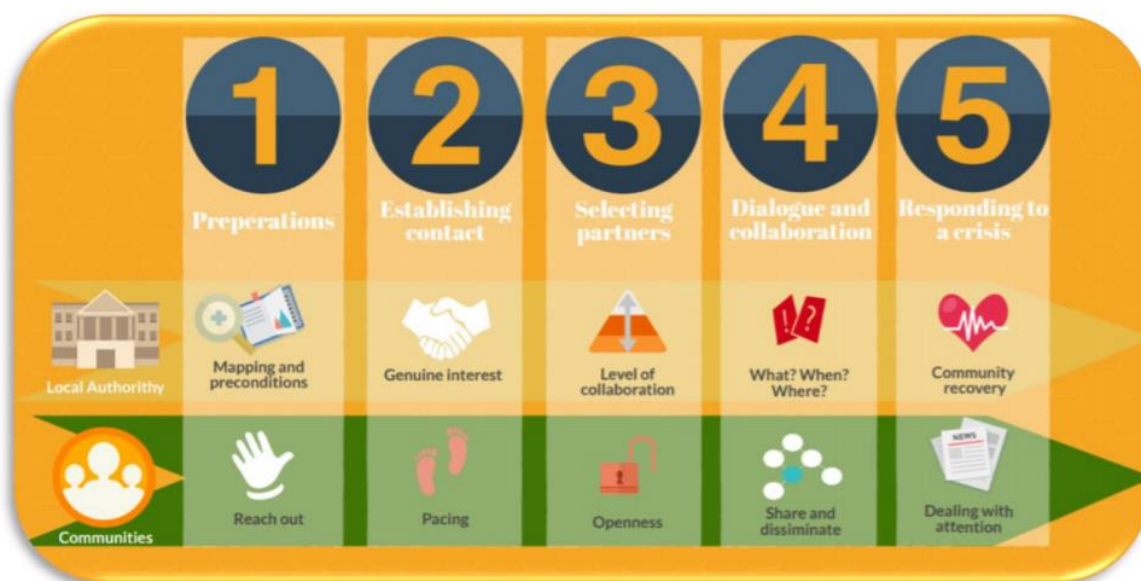 1
2
3
4
5
Preperations
Establishing
contact
Selecting
partners
Dialogue and
collaboration
Responding to
a crisis
Local Authorithy
Mapping and
preconditions
Genuine interest
Level of
collaboration
! ?
What? When?
Where?
Community
recovery
Communities
Reach out
Pacing
Openness
Share and
dissiminate
NEWS
Dealing with
attention